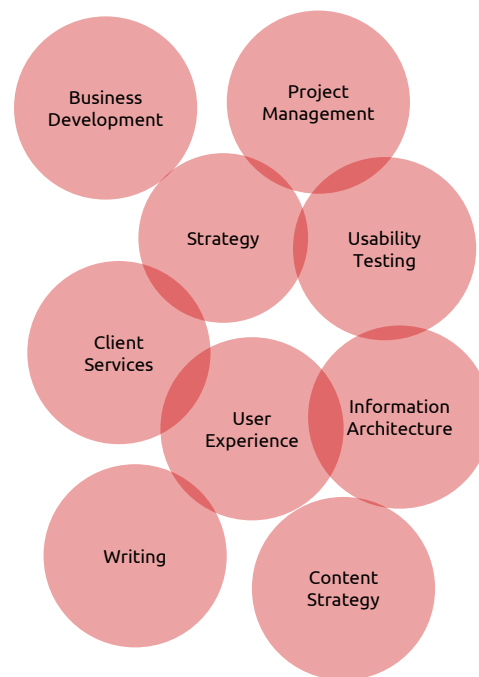 Business
Development
Project
Management
Strategy
Usability
Testing
Client
Services
User
Experience
Information
Architecture
Writing
Content
Strategy